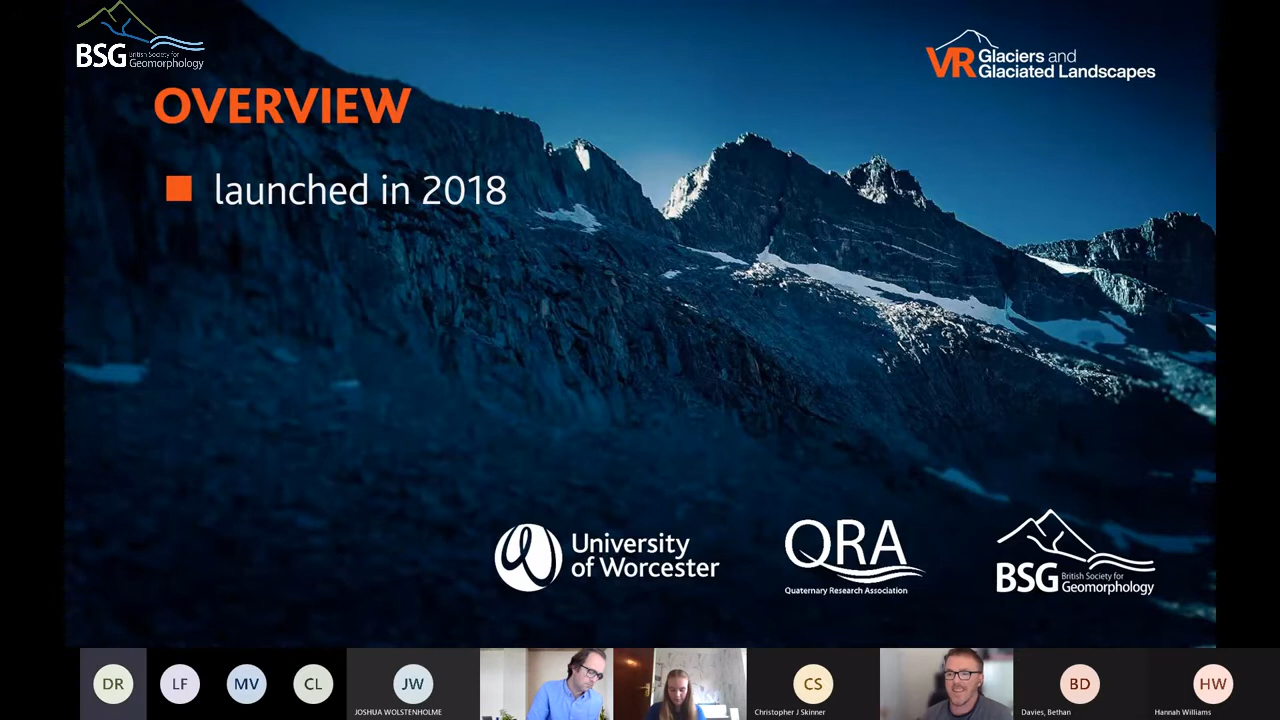 BSG British Society for
Geomorphology
VR Glaciers and
Glaciated Landscapes
OVERVIEW
launched in 2018
University
of Worcester
QRA
Quaternary Research Association
BSG British Society for
Geomorphology
DR
LF
MV
CL
JW
JOSHUA WOLSTENHOLME
CS
Christopher J Skinner
BD
Davies, Bethan
HW
Hannah Williams